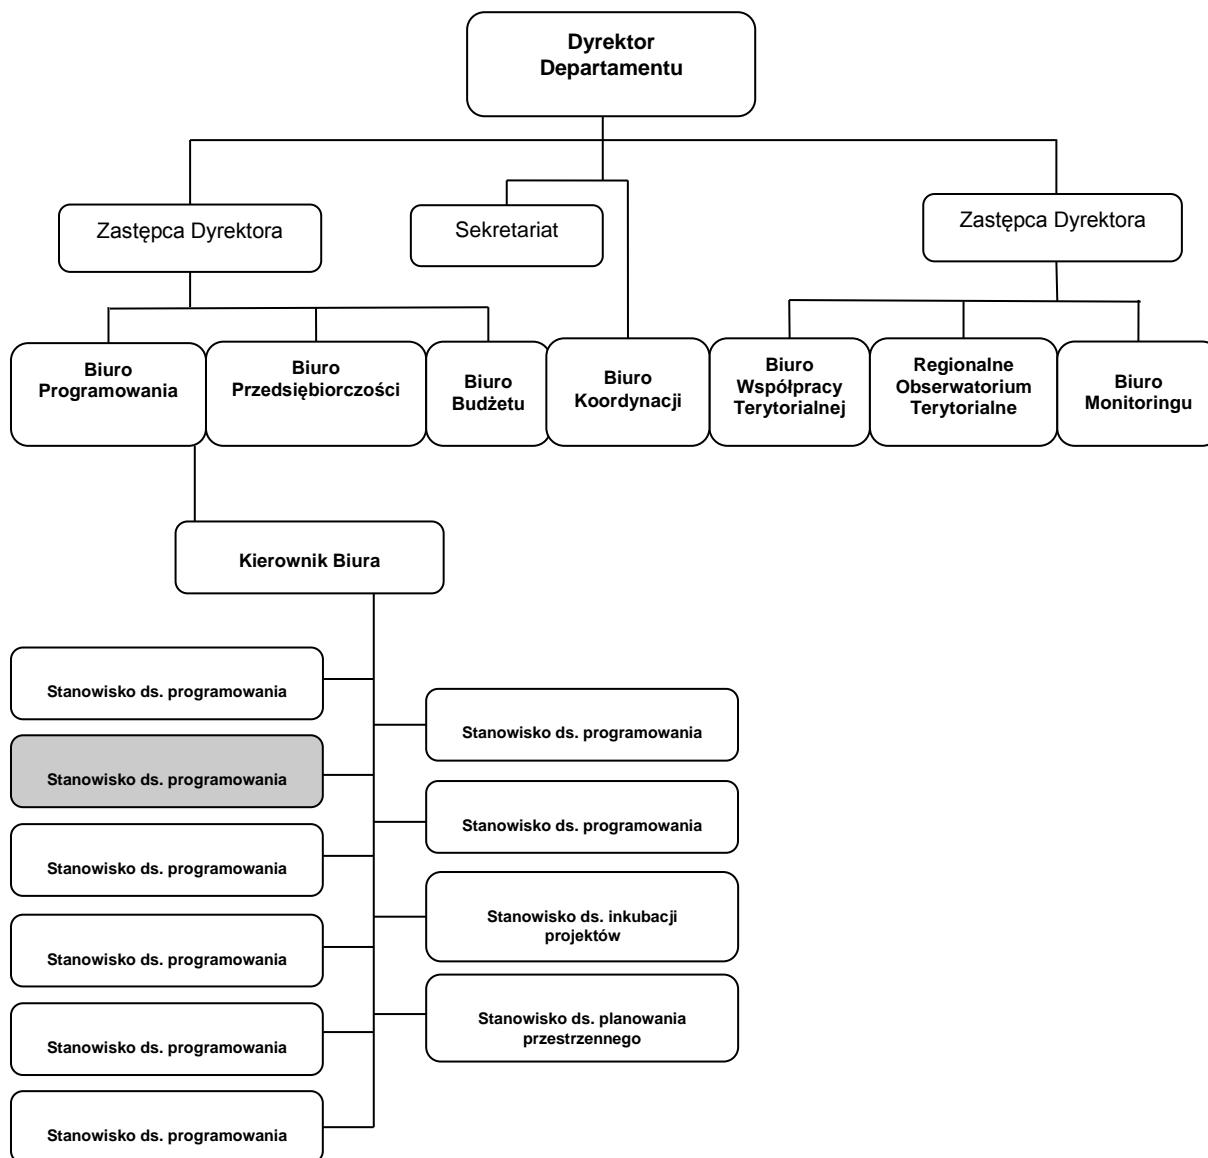 Dyrektor
Departamentu
Zastępca Dyrektora
Sekretariat
Zastępca Dyrektora
Biuro
Programowania
Biuro
Przedsiębiorczości
Biuro
Budżetu
Biuro
Koordynacji
Biuro
Współpracy
Terytorialnej
Regionalne
Obserwatorium
Terytorialne
Biuro
Monitoringu
Kierownik Biura
Stanowisko ds. programowania
Stanowisko ds. programowania
Stanowisko ds. programowania
Stanowisko ds. programowania
Stanowisko ds. programowania
Stanowisko ds. programowania
Stanowisko ds. programowania
Stanowisko ds. programowania
Stanowisko ds. inkubacji
projektów
Stanowisko ds. planowania
przestrzennego